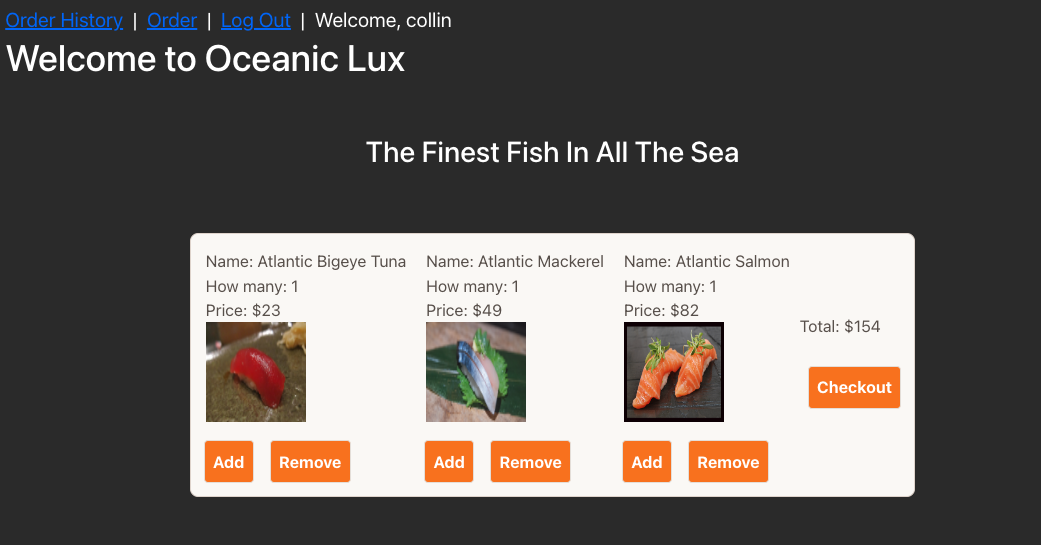 Order History | Order | Log Out | Welcome, collin
Welcome to Oceanic Lux
The Finest Fish In All The Sea
Name: Atlantic Bigeye Tuna
How many: 1
Price: $23
Add Remove
Name: Atlantic Mackerel
How many: 1
Price: $49
Add Remove
Name: Atlantic Salmon
How many: 1
Price: $82
Add Remove
Total: $154
Checkout